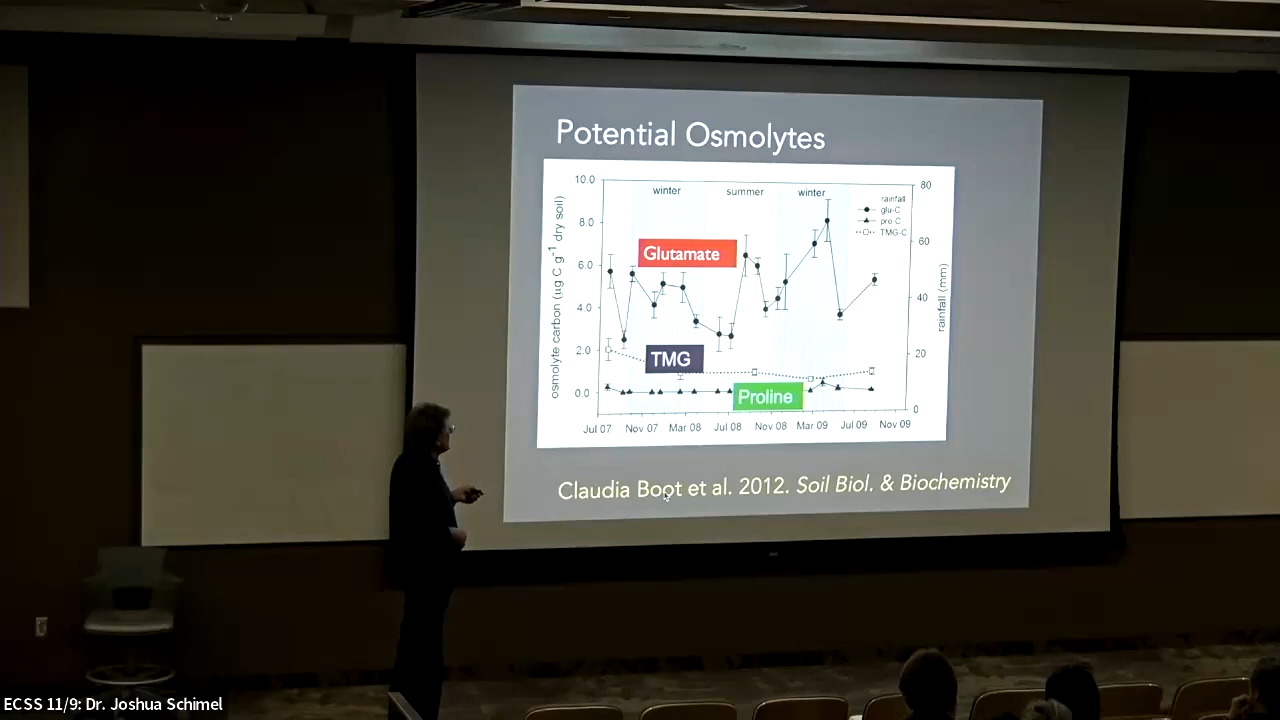 Potential Osmolytes
10.0
8.0
6.0
4.0
2.0
0.0
osmolyte carbon (µg C g⁻¹ dry soil)
winter
summer
winter
rainfall
glu-C
pro-C
TMG-C
Glutamate
TMG
Proline
80
60
40
20
0
rainfall (mm)
Jul 07 Nov 07 Mar 08 Jul 08 Nov 08 Mar 09 Jul 09 Nov 09
Claudia Boot et al. 2012. Soil Biol. & Biochemistry
ECSS 11/9: Dr. Joshua Schimel